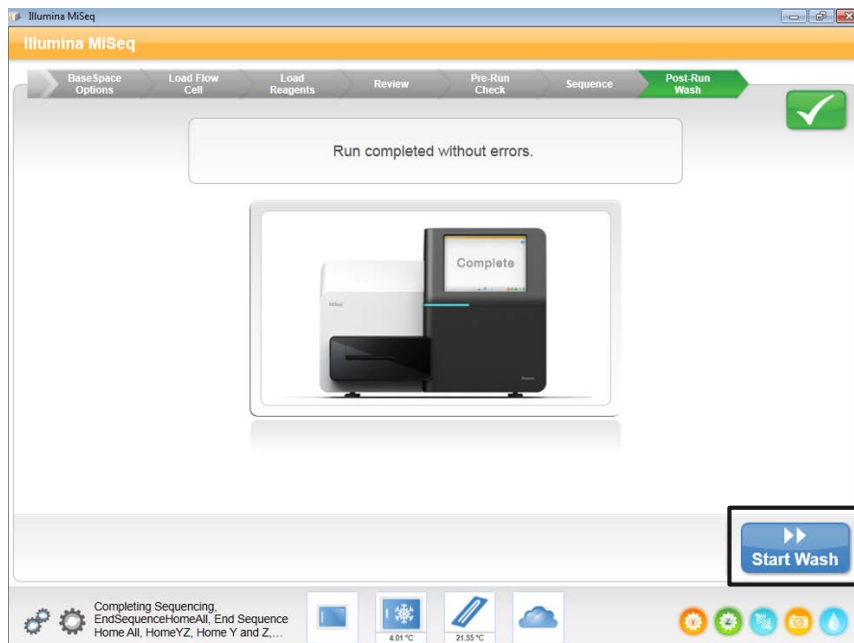 Illumina MiSeq
Illumina MiSeq
BaseSpace
Options
Load Flow
Cell
Load
Reagents
Review
Pre-Run
Check
Sequence
Post-Run
Wash
Run completed without errors.
Complete
MiSeq
Start Wash
Completing Sequencing,
EndSequenceHomeAll, End Sequence
Home All, HomeYZ, Home Y and Z,...
4.01 °C
21.55 °C
Y
Z